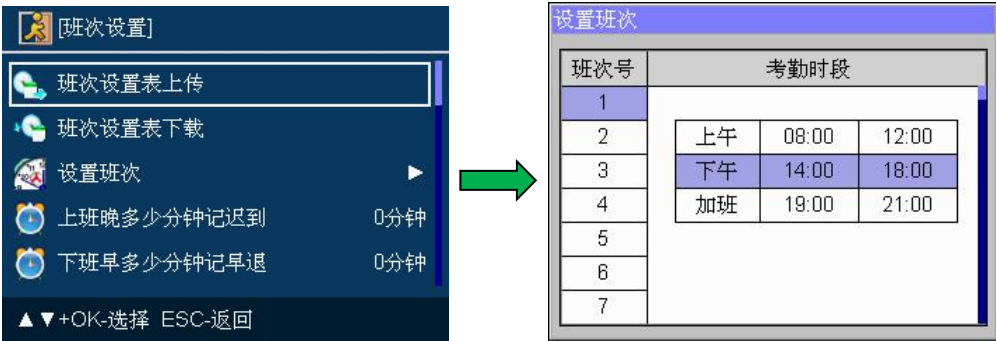 [班次设置]
班次设置表上传
班次设置表下载
设置班次
上班晚多少分钟记迟到 0分钟
下班早多少分钟记早退 0分钟
▲▼+OK-选择 ESC-返回
设置班次
班次号 考勤时段
1
2 上午 08:00 12:00
3 下午 14:00 18:00
4 加班 19:00 21:00
5
6
7